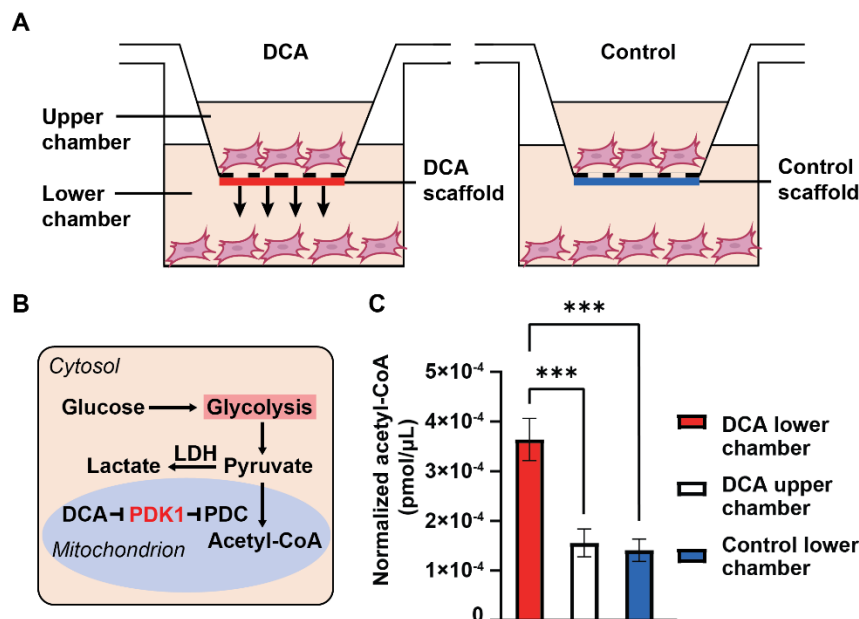 A
DCA
Control
Upper
chamber
Lower
chamber
DCA
scaffold
Control
scaffold
B
Cytosol
Glucose
Glycolysis
LDH
Lactate
Pyruvate
DCA
PDK1
PDC
Mitochondrion
Acetyl-CoA
C
Normalized acetyl-CoA
(pmol/µL)
5×10⁻⁴
4×10⁻⁴
3×10⁻⁴
2×10⁻⁴
1×10⁻⁴
0
***
***
DCA lower
chamber
DCA upper
chamber
Control lower
chamber